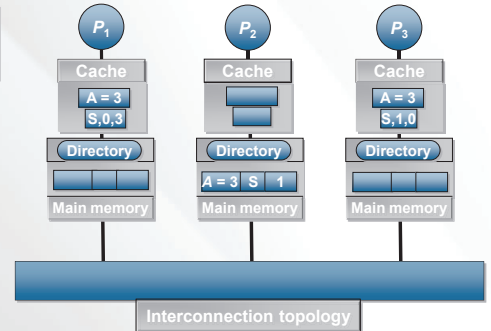 P1 P2 P3
Cache Cache Cache
A = 3 A = 3
S,0,3 S,1,0
Directory Directory Directory
A = 3 S 1
Main memory Main memory Main memory
Interconnection topology